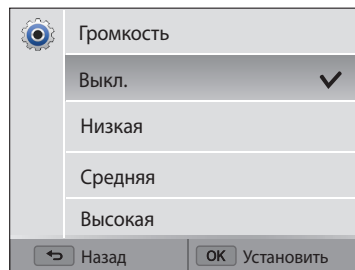 Громкость
Выкл.
Низкая
Средняя
Высокая
Назад OK Установить